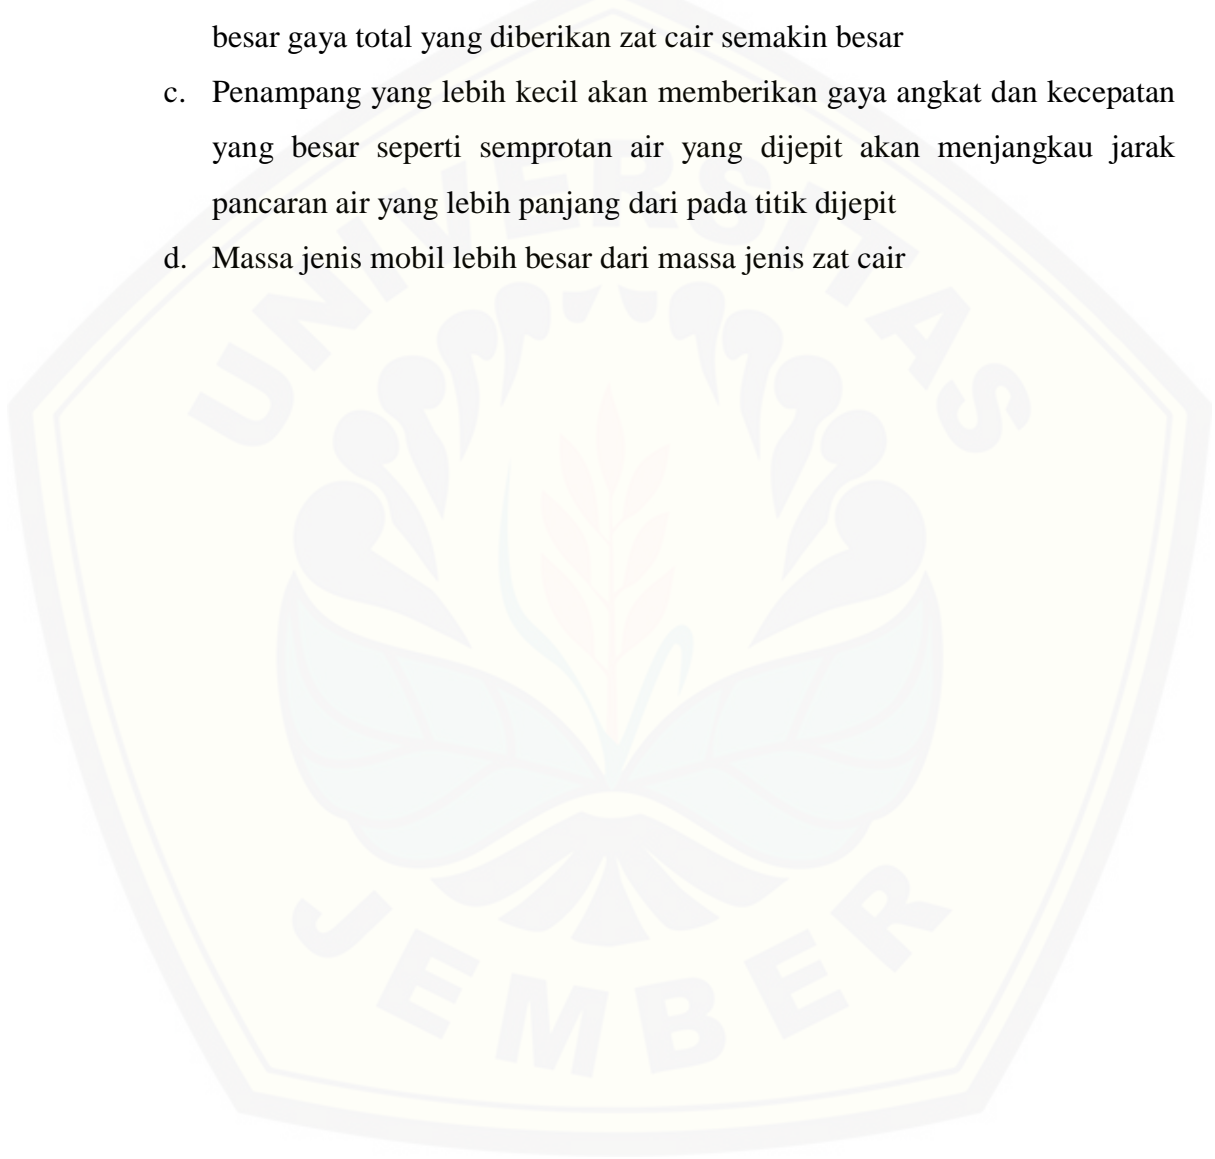 besar gaya total yang diberikan zat cair semakin besar
c. Penampang yang lebih kecil akan memberikan gaya angkat dan kecepatan
yang besar seperti semprotan air yang dijepit akan menjangkau jarak
pancaran air yang lebih panjang dari pada titik dijepit
d. Massa jenis mobil lebih besar dari massa jenis zat cair
UNIVERSITAS
JEMBER